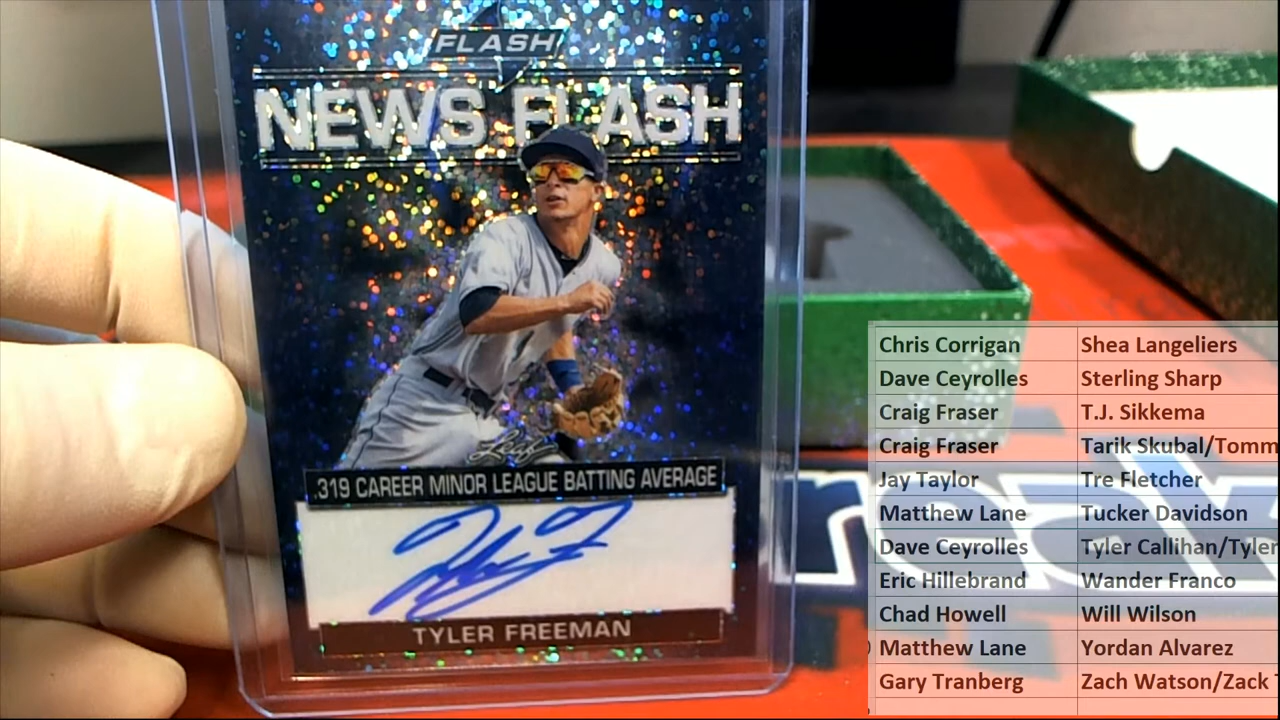 FLASH
NEWS FLASH
Leaf
.319 CAREER MINOR LEAGUE BATTING AVERAGE
TYLER FREEMAN
Chris Corrigan Shea Langeliers
Dave Ceyrolles Sterling Sharp
Craig Fraser T.J. Sikkema
Craig Fraser Tarik Skubal/Tomm
Jay Taylor Tre Fletcher
Matthew Lane Tucker Davidson
Dave Ceyrolles Tyler Callihan/Tyler
Eric Hillebrand Wander Franco
Chad Howell Will Wilson
Matthew Lane Yordan Alvarez
Gary Tranberg Zach Watson/Zack